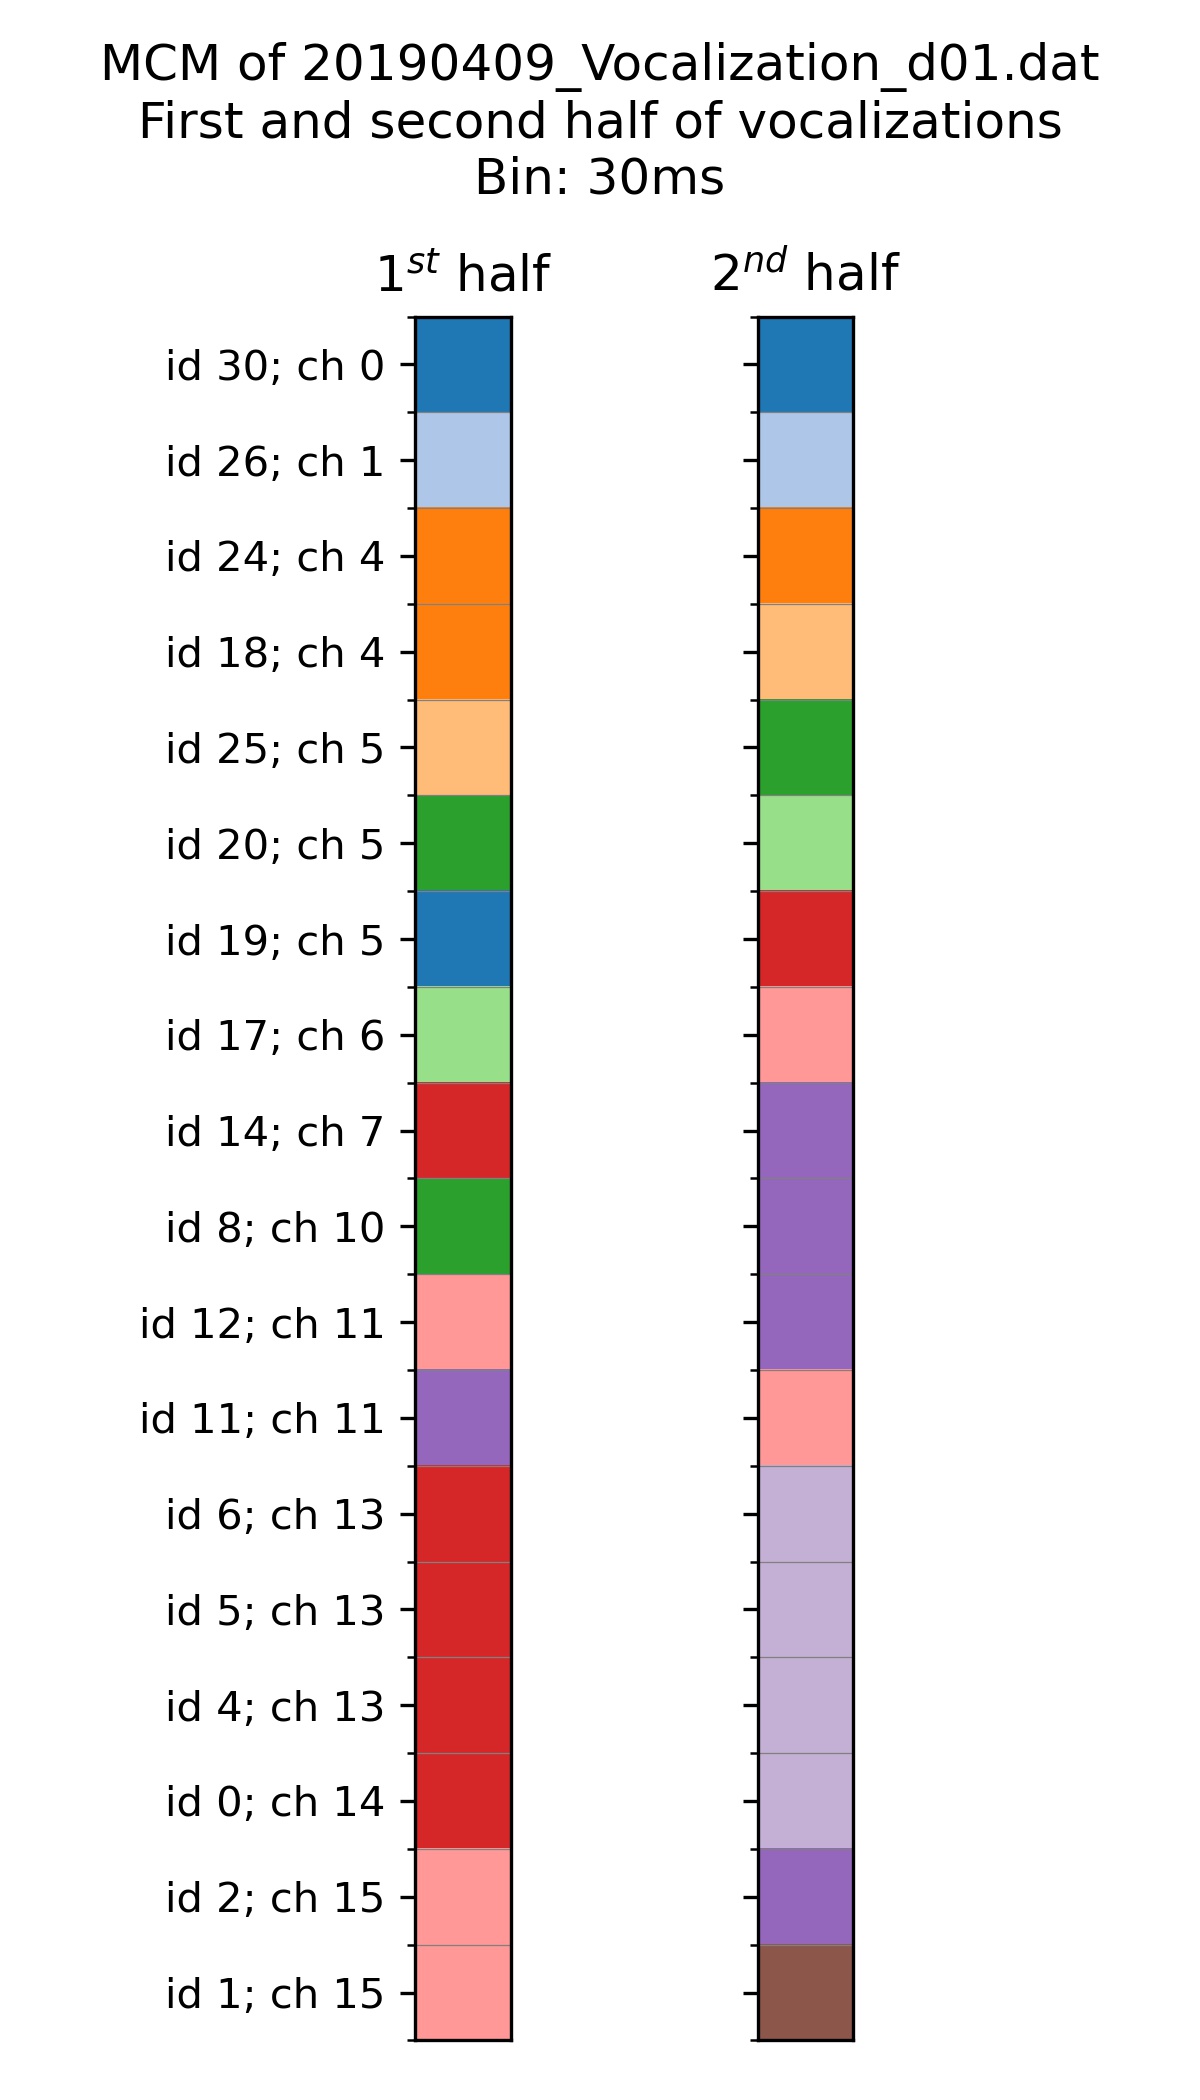 MCM of 20190409_Vocalization_d01.dat
First and second half of vocalizations
Bin: 30ms
1st half
2nd half
id 30; ch 0
id 26; ch 1
id 24; ch 4
id 18; ch 4
id 25; ch 5
id 20; ch 5
id 19; ch 5
id 17; ch 6
id 14; ch 7
id 8; ch 10
id 12; ch 11
id 11; ch 11
id 6; ch 13
id 5; ch 13
id 4; ch 13
id 0; ch 14
id 2; ch 15
id 1; ch 15